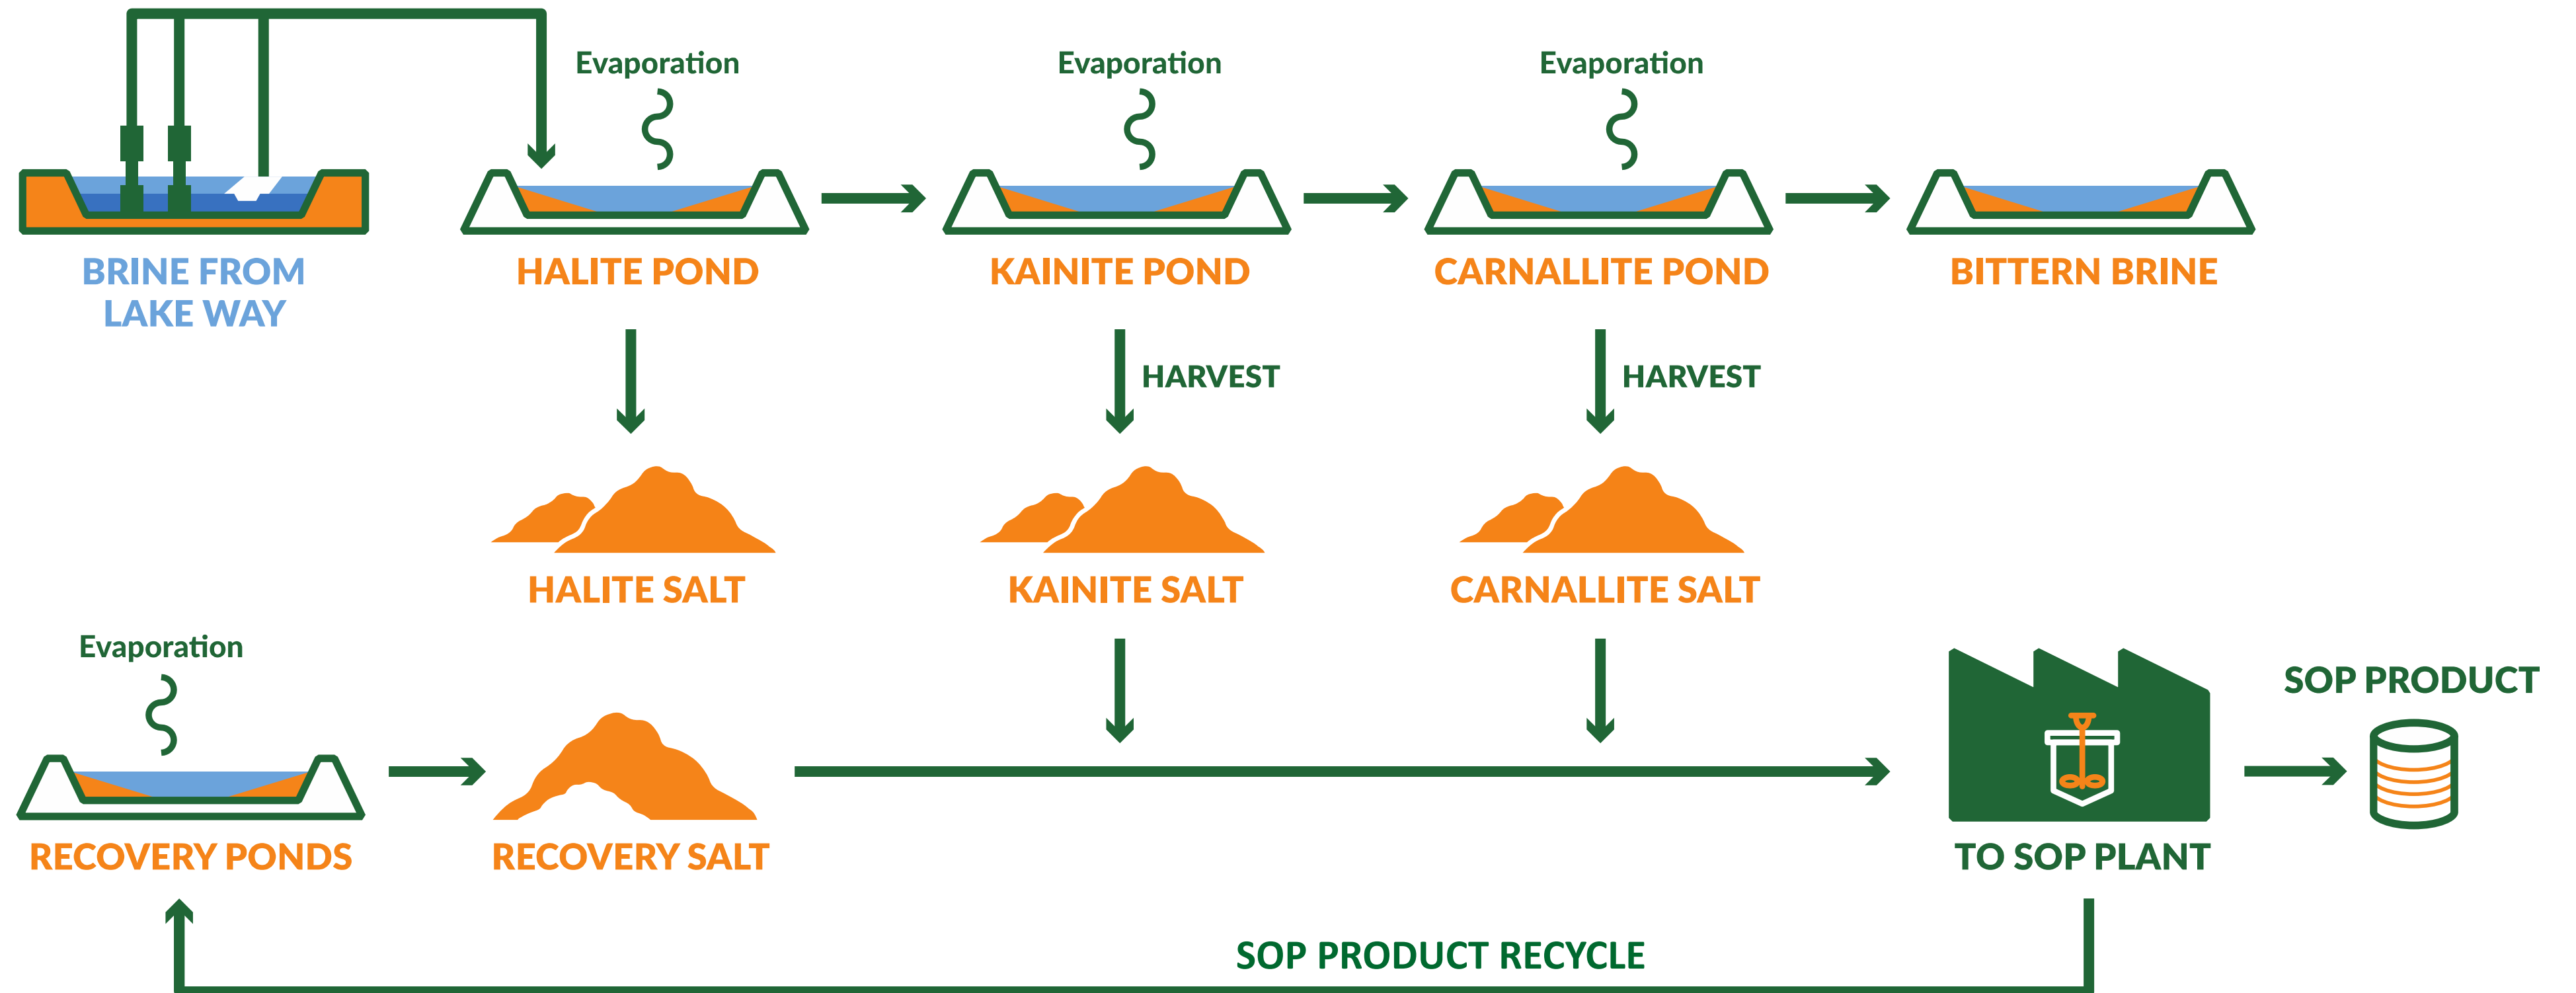 Evaporation
Evaporation
Evaporation
BRINE FROM
LAKE WAY
HALITE POND
KAINITE POND
CARNALLITE POND
BITTERN BRINE
HARVEST
HARVEST
HALITE SALT
KAINITE SALT
CARNALLITE SALT
Evaporation
SOP PRODUCT
RECOVERY PONDS
RECOVERY SALT
TO SOP PLANT
SOP PRODUCT RECYCLE